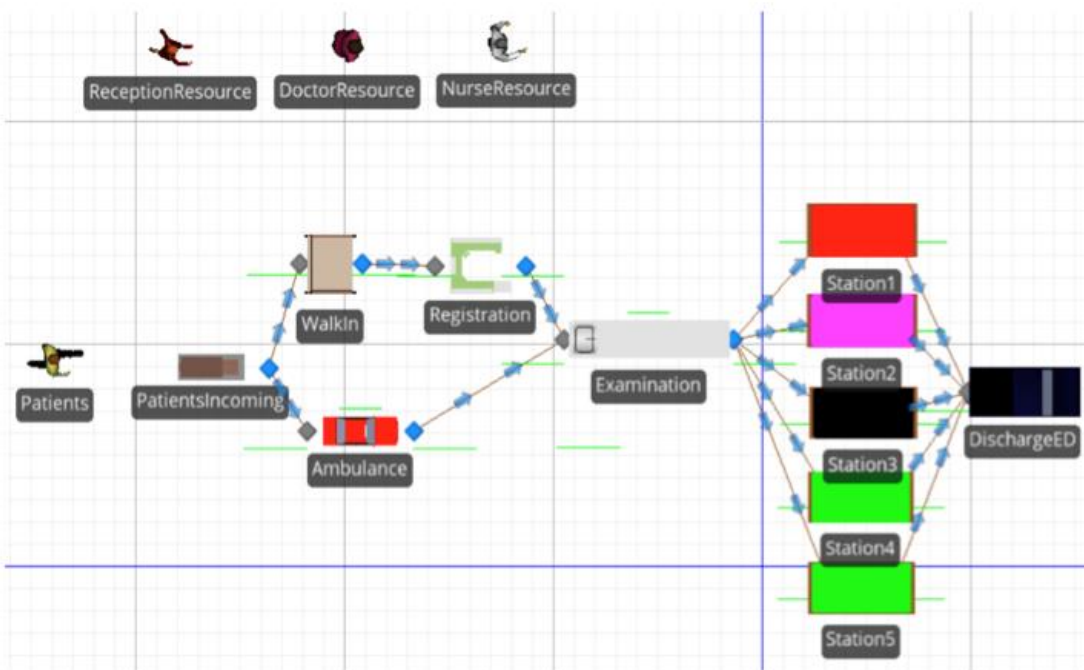 ReceptionResource
DoctorResource
NurseResource
WalkIn
Registration
Patients
PatientsIncoming
Ambulance
Examination
Station1
Station2
Station3
Station4
Station5
DischargeED